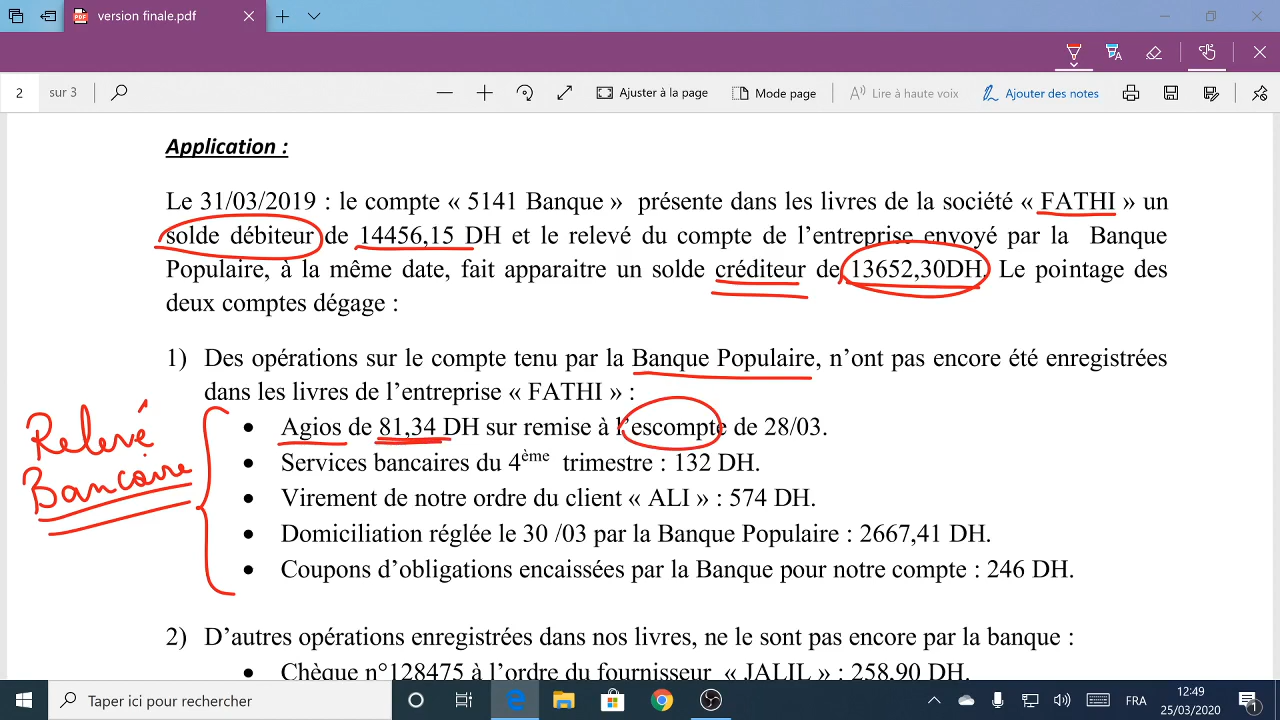 version finale.pdf
2 sur 3 Ajuster à la page Mode page Lire à haute voix Ajouter des notes
Application :
Le 31/03/2019 : le compte « 5141 Banque » présente dans les livres de la société « FATHI » un
solde débiteur de 14456,15 DH et le relevé du compte de l’entreprise envoyé par la Banque
Populaire, à la même date, fait apparaitre un solde créditeur de 13652,30DH. Le pointage des
deux comptes dégage :
1) Des opérations sur le compte tenu par la Banque Populaire, n’ont pas encore été enregistrées
dans les livres de l’entreprise « FATHI » :
Relevé
Bancaire
• Agios de 81,34 DH sur remise à l’escompte de 28/03.
• Services bancaires du 4ème trimestre : 132 DH.
• Virement de notre ordre du client « ALI » : 574 DH.
• Domiciliation réglée le 30 /03 par la Banque Populaire : 2667,41 DH.
• Coupons d’obligations encaissées par la Banque pour notre compte : 246 DH.
2) D’autres opérations enregistrées dans nos livres, ne le sont pas encore par la banque :
• Chèque n°128475 à l’ordre du fournisseur « JALIL » : 258,90 DH.
Taper ici pour rechercher
FRA
12:49
25/03/2020
1